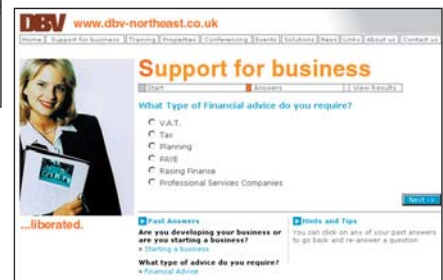 DBV www.dbv-northeast.co.uk
Home Support for business Training Properties Conferencing Events Solutions News Links About us Contact us
Support for business
Start Answers View Results
What Type of Financial advice do you require?
V.A.T.
Tax
Planning
PAYE
Rasing Finance
Professional Services Companies
Next ->
...liberated.
Past Answers
Are you developing your business or
are you starting a business?
» Starting a business
What type of advice do you require?
» Financial Advice
Hints and Tips
You can click on any of your past answers
to go back and re-answer a question